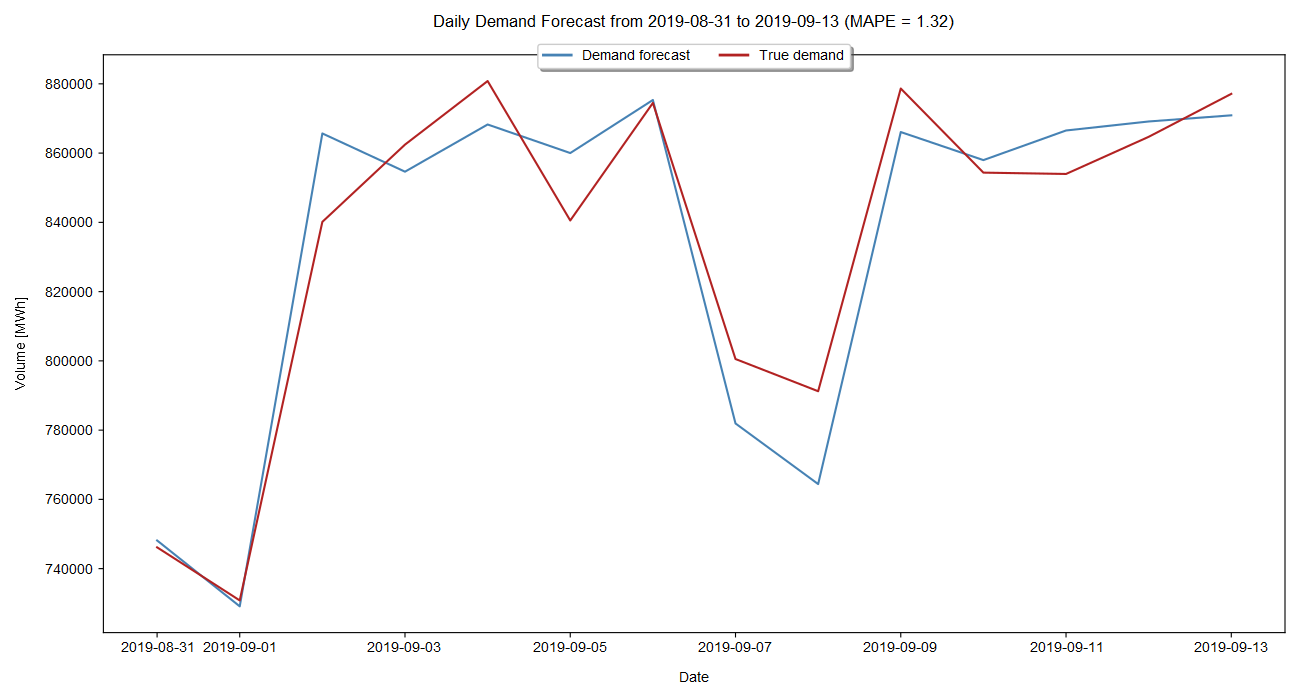 Daily Demand Forecast from 2019-08-31 to 2019-09-13 (MAPE = 1.32)
Demand forecast True demand
880000
860000
840000
820000
800000
780000
760000
740000
Volume [MWh]
2019-08-31 2019-09-01 2019-09-03 2019-09-05 2019-09-07 2019-09-09 2019-09-11 2019-09-13
Date